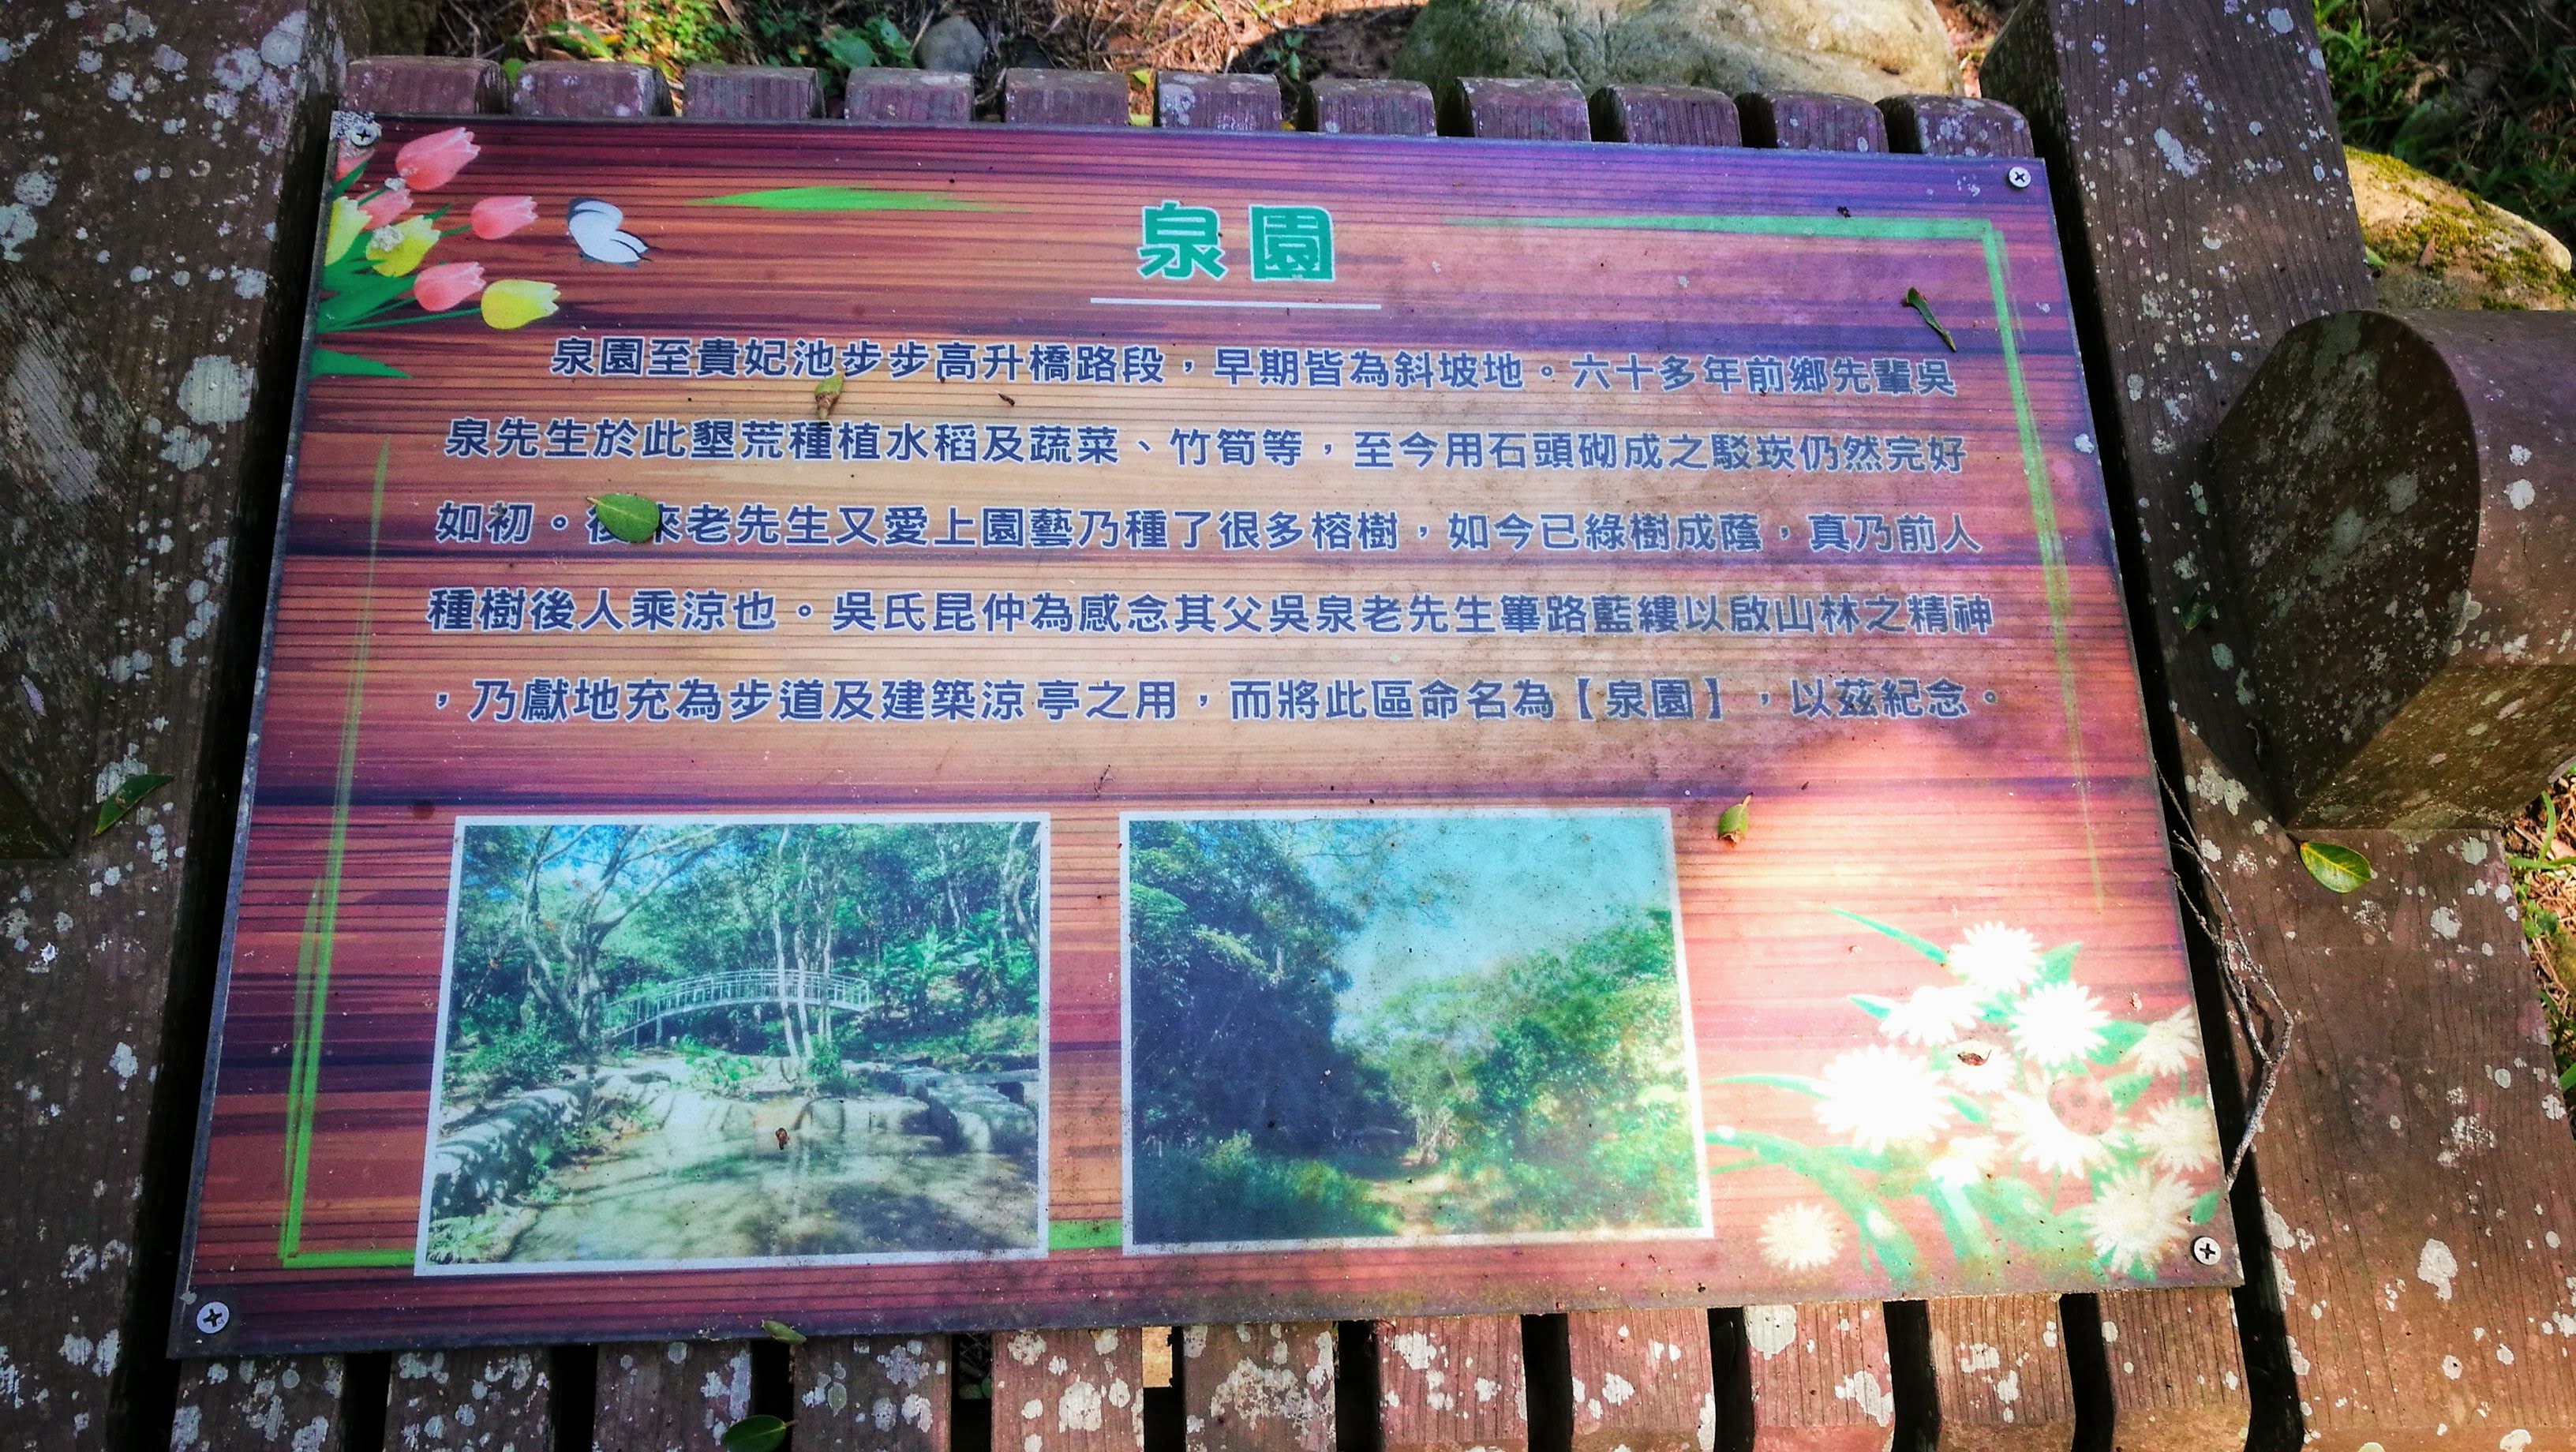 泉園
泉園至貴妃池步步高升橋路段，早期皆為斜坡地。六十多年前鄉先輩吳
泉先生於此墾荒種植水稻及蔬菜、竹筍等，至今用石頭砌成之駁崁仍然完好
如初。後來老先生又愛上園藝乃種了很多榕樹，如今已綠樹成蔭，真乃前人
種樹後人乘涼也。吳氏昆仲為感念其父吳泉老先生篳路藍縷以啟山林之精神
，乃獻地充為步道及建築涼亭之用，而將此區命名為【泉園】，以茲紀念。